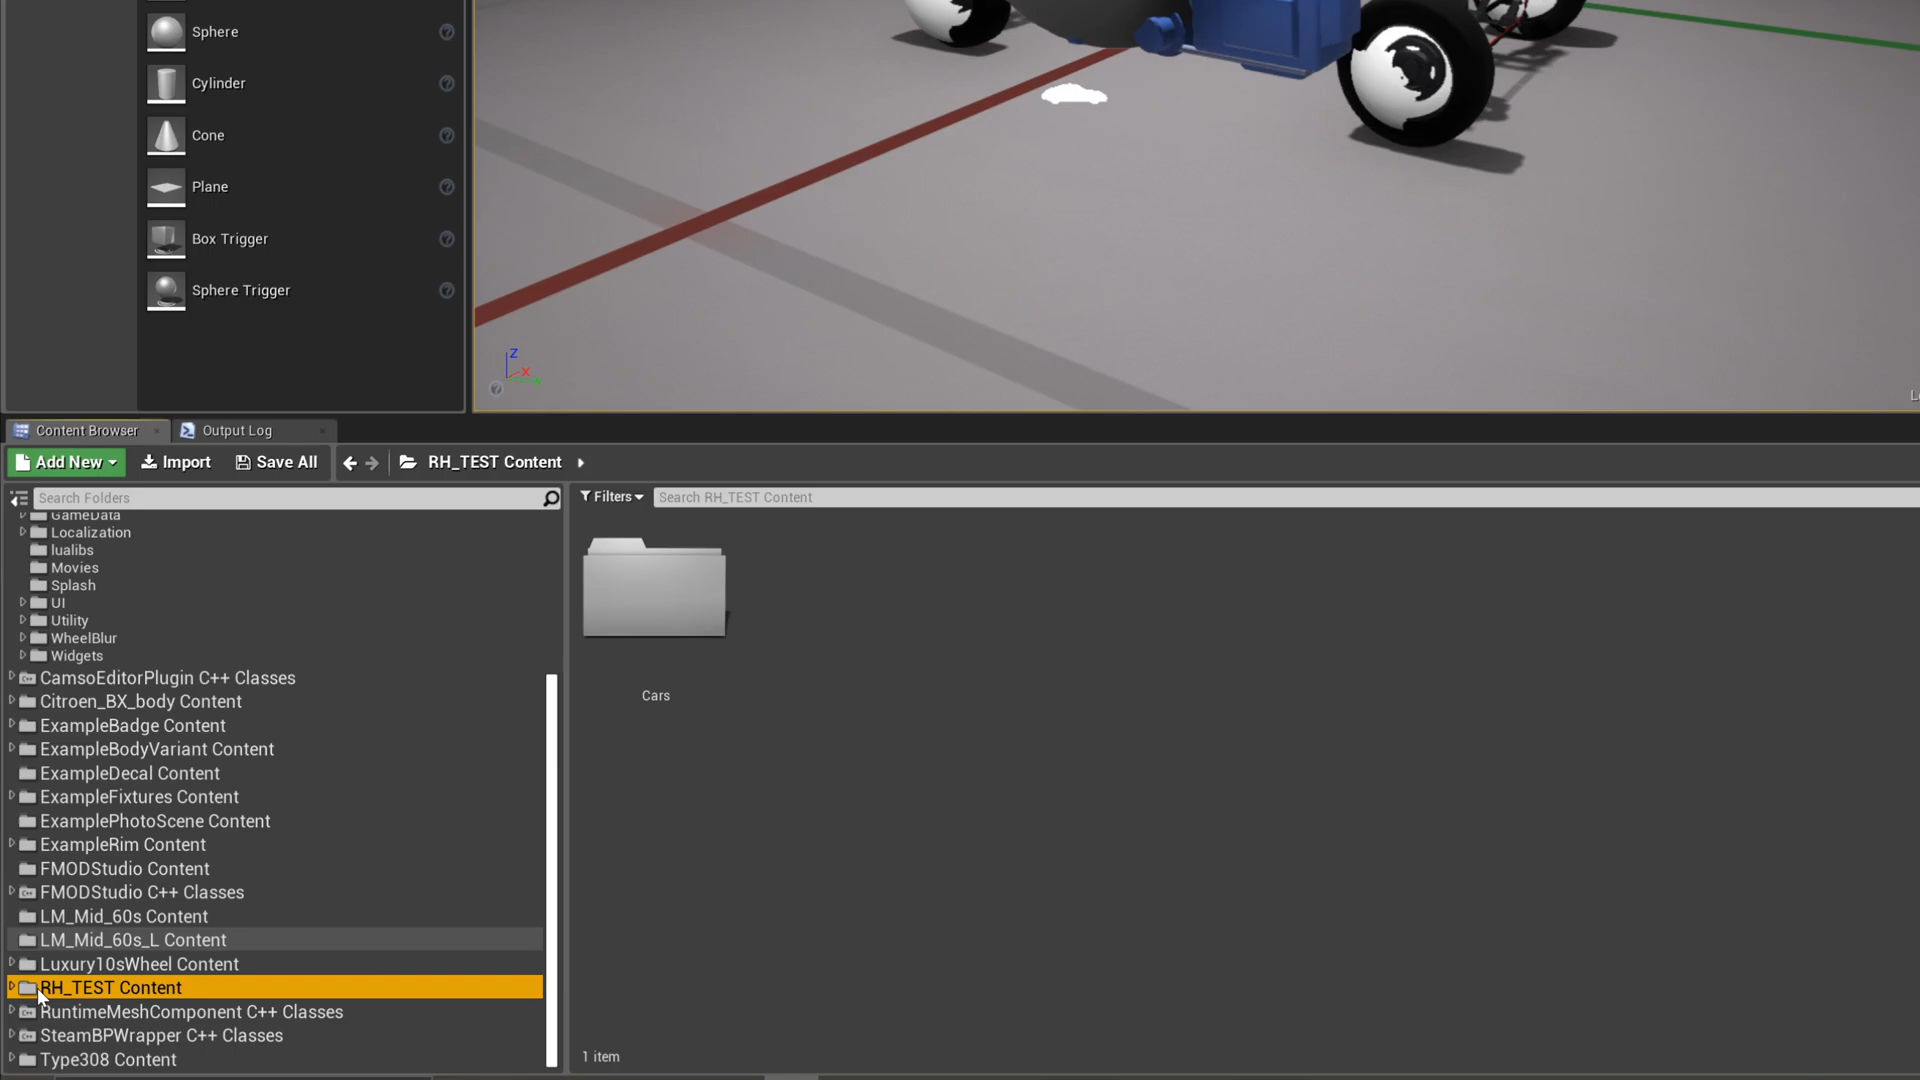 Sphere
Cylinder
Cone
Plane
Box Trigger
Sphere Trigger
Z
X
Y
Content Browser
Output Log
Add New
Import
Save All
RH_TEST Content
Search Folders
Filters
Search RH_TEST Content
GameData
Localization
lualibs
Movies
Splash
UI
Utility
WheelBlur
Widgets
CamsoEditorPlugin C++ Classes
Citroen_BX_body Content
ExampleBadge Content
ExampleBodyVariant Content
ExampleDecal Content
ExampleFixtures Content
ExamplePhotoScene Content
ExampleRim Content
FMODStudio Content
FMODStudio C++ Classes
LM_Mid_60s Content
LM_Mid_60s_L Content
Luxury10sWheel Content
RH_TEST Content
RuntimeMeshComponent C++ Classes
SteamBPWrapper C++ Classes
Type308 Content
Cars
1 item